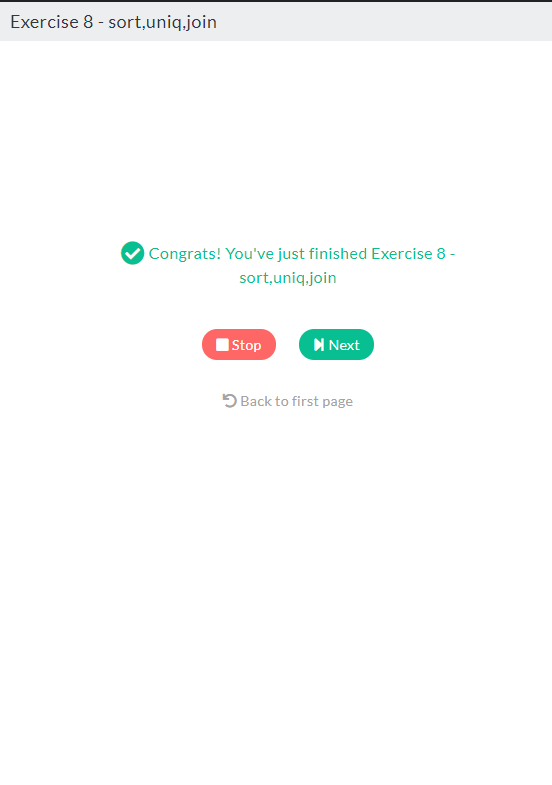 Exercise 8 - sort,uniq,join
Congrats! You've just finished Exercise 8 -
sort,uniq,join
Stop
Next
Back to first page